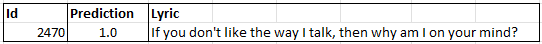 Id Prediction Lyric
2470 1.0 If you don't like the way I talk, then why am I on your mind?